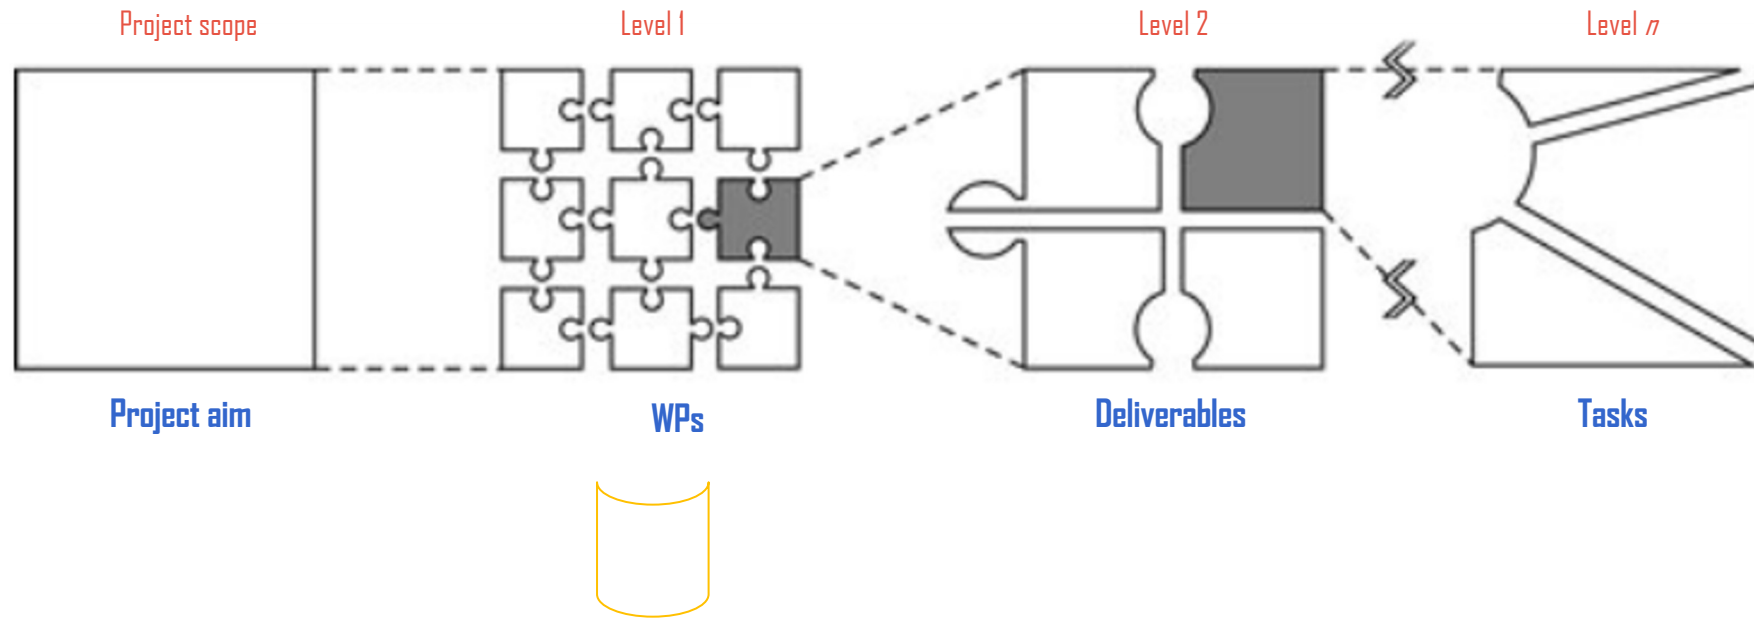 Project scope
Level 1
Level 2
Level n
Project aim
WPs
Deliverables
Tasks